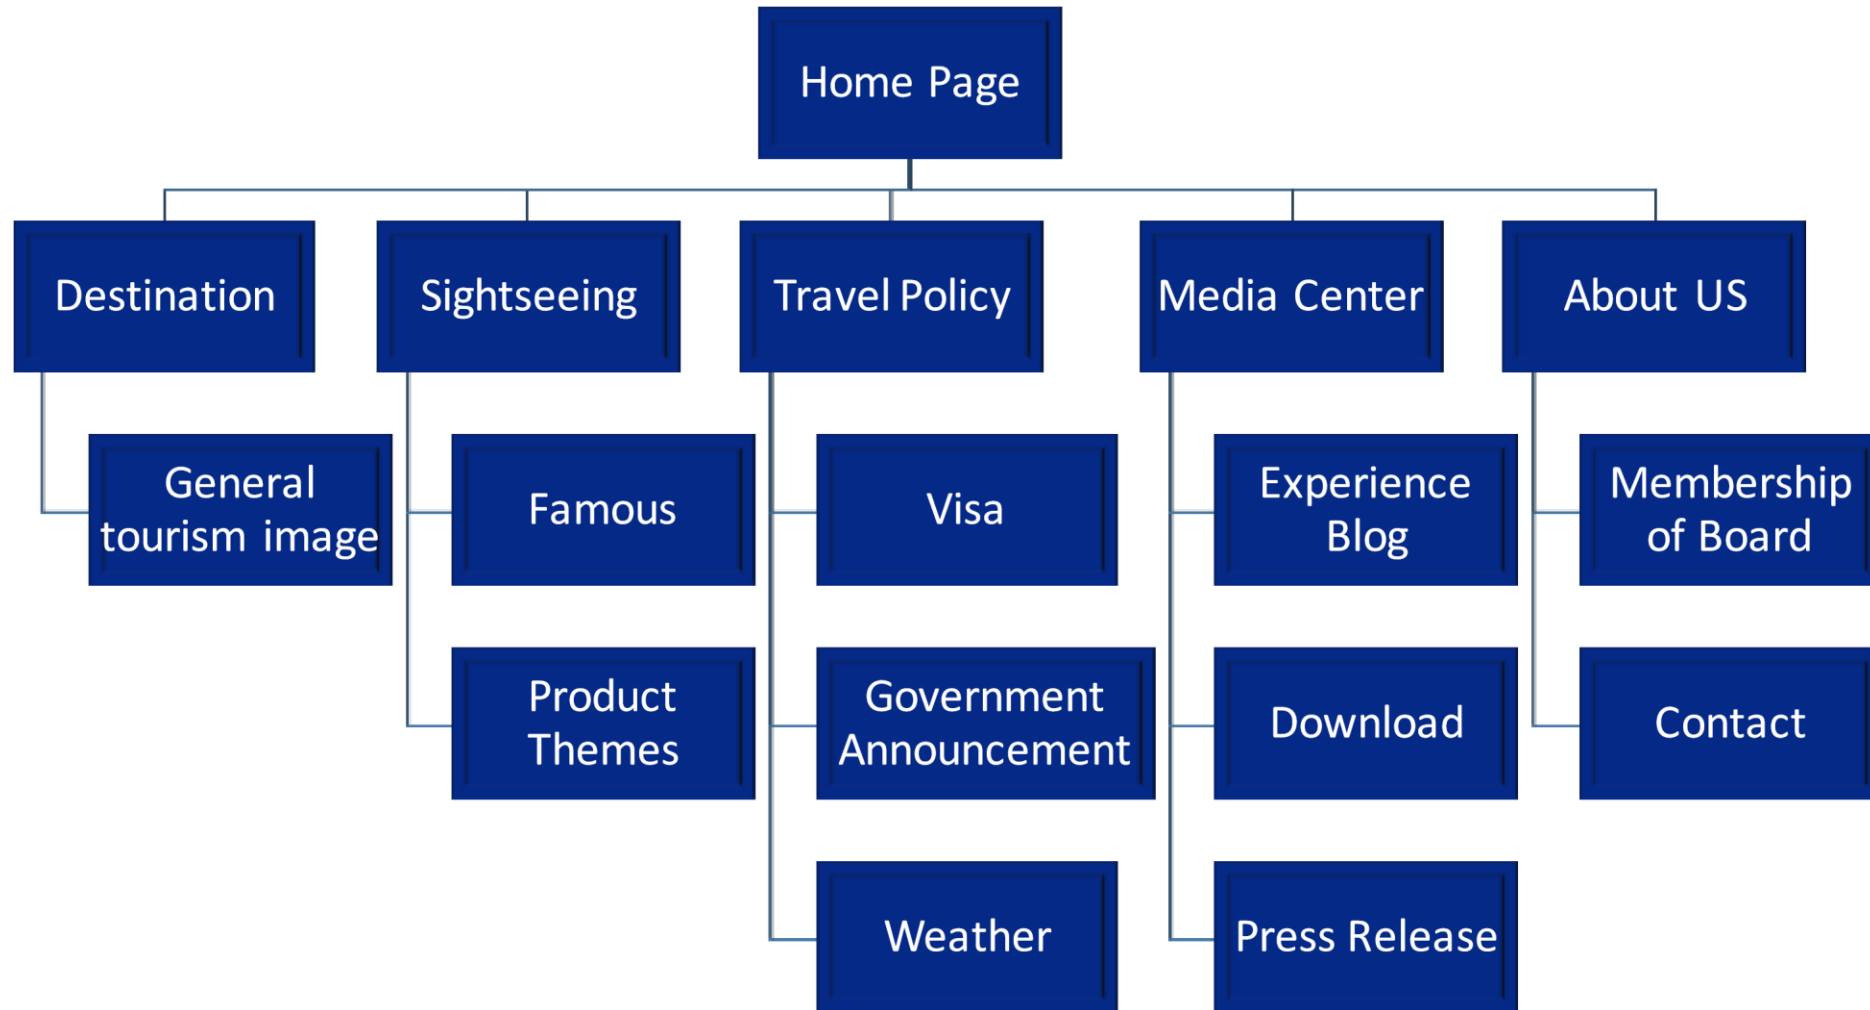 Home Page
Destination
Sightseeing
Travel Policy
Media Center
About US
General
tourism image
Famous
Visa
Experience
Blog
Membership
of Board
Product
Themes
Government
Announcement
Download
Contact
Weather
Press Release